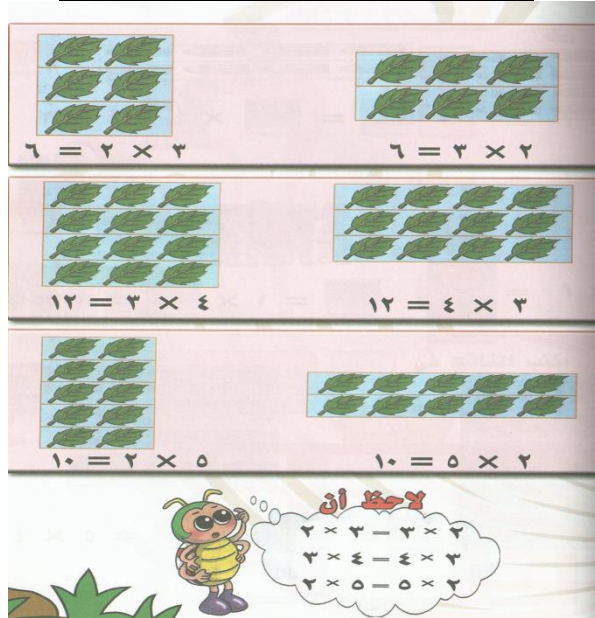 ٢ × ٣ = ٦
٣ × ٢ = ٦
٣ × ٤ = ١٢
٤ × ٣ = ١٢
٢ × ٥ = ١٠
٥ × ٢ = ١٠
لاحظ أن
٢ × ٣ = ٣ × ٢
٣ × ٤ = ٤ × ٣
٢ × ٥ = ٥ × ٢